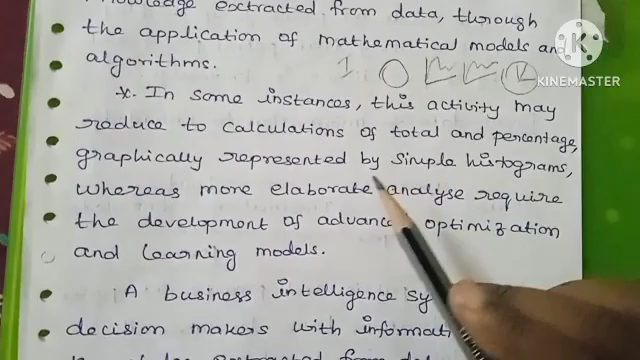 knowledge extracted from data, through
the application of mathematical models and
algorithms.
1
KINEMASTER
* In some instances, this activity may
reduce to calculations of total and percentage,
graphically represented by simple histograms,
whereas more elaborate analyse require
the development of advanc optimization
and learning models.
A business intelligence sy
decision makers with informati